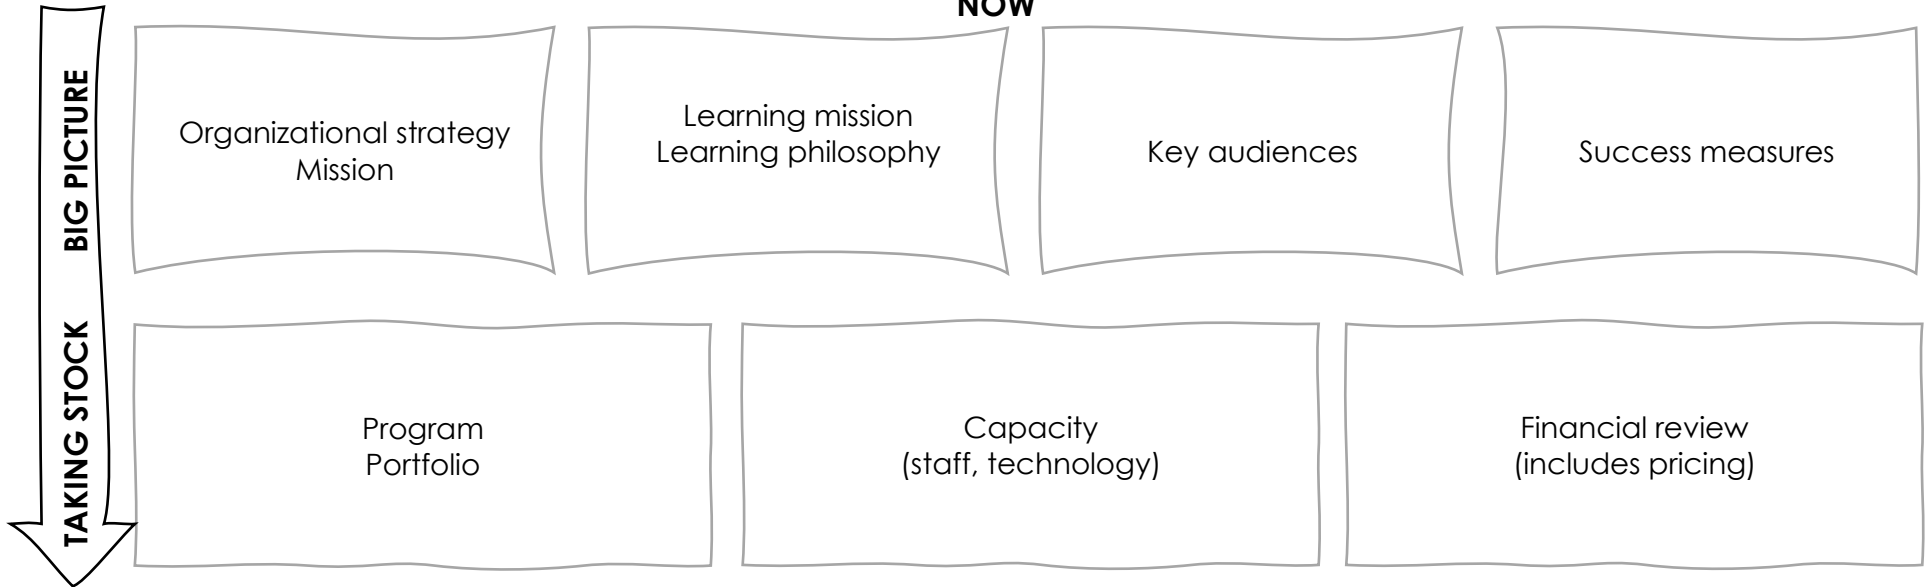 NOW
BIG PICTURE
Organizational strategy
Mission
Learning mission
Learning philosophy
Key audiences
Success measures
TAKING STOCK
Program
Portfolio
Capacity
(staff, technology)
Financial review
(includes pricing)